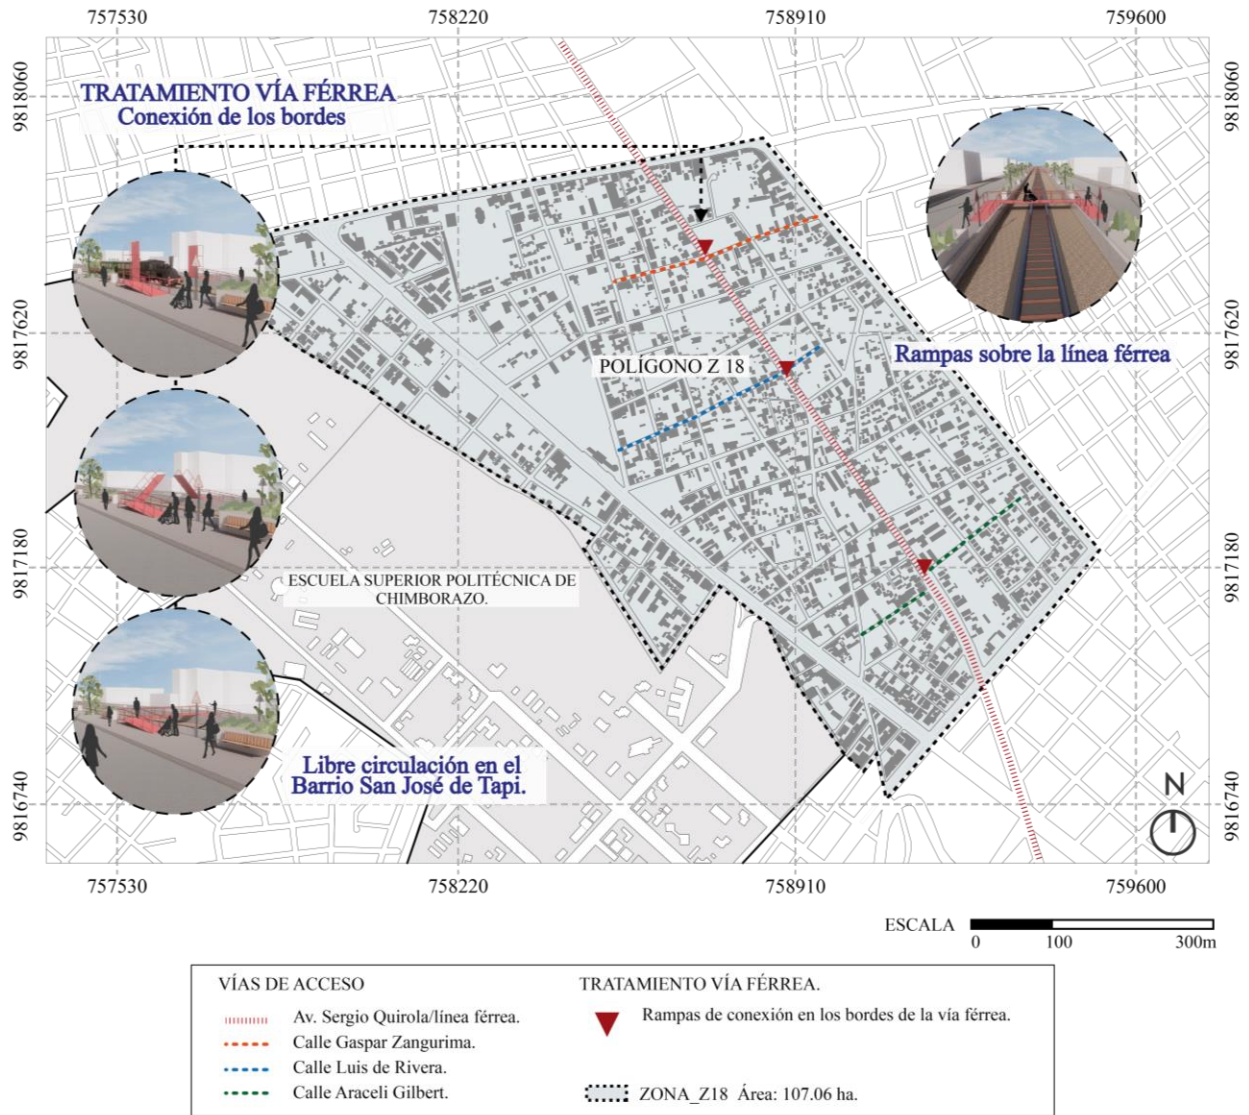 757530 758220 758910 759600
9818060 9818060
TRATAMIENTO VÍA FÉRREA
Conexión de los bordes
9817620 9817620
POLÍGONO Z 18
Rampas sobre la línea férrea
9817180 9817180
ESCUELA SUPERIOR POLITÉCNICA DE
CHIMBORAZO.
Libre circulación en el
Barrio San José de Tapi.
9816740 9816740
N
757530 758220 758910 759600
ESCALA
0 100 300m
VÍAS DE ACCESO
Av. Sergio Quirola/línea férrea.
Calle Gaspar Zangurima.
Calle Luis de Rivera.
Calle Araceli Gilbert.
TRATAMIENTO VÍA FÉRREA.
Rampas de conexión en los bordes de la vía férrea.
ZONA_Z18 Área: 107.06 ha.